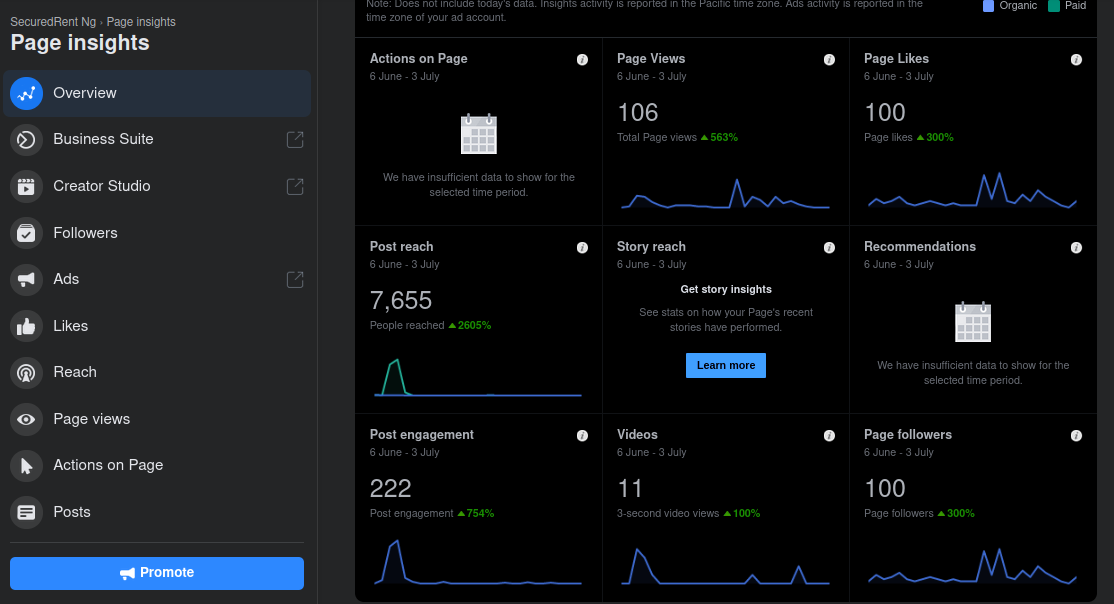 SecuredRent Ng › Page insights
Page insights
Overview
Business Suite
Creator Studio
Followers
Ads
Likes
Reach
Page views
Actions on Page
Posts
Promote
Note: Does not include today's data. Insights activity is reported in the Pacific time zone. Ads activity is reported in the
time zone of your ad account.
Organic
Paid
Actions on Page
6 June - 3 July
We have insufficient data to show for the
selected time period.
Page Views
6 June - 3 July
106
Total Page views 563%
Page Likes
6 June - 3 July
100
Page likes 300%
Post reach
6 June - 3 July
7,655
People reached 2605%
Story reach
6 June - 3 July
Get story insights
See stats on how your Page's recent
stories have performed.
Learn more
Recommendations
6 June - 3 July
We have insufficient data to show for the
selected time period.
Post engagement
6 June - 3 July
222
Post engagement 754%
Videos
6 June - 3 July
11
3-second video views 100%
Page followers
6 June - 3 July
100
Page followers 300%